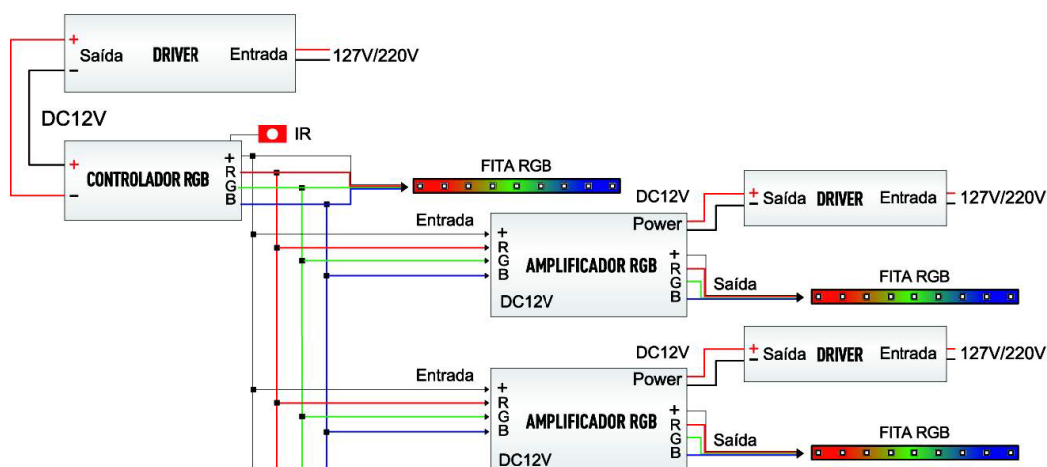 + Saída DRIVER Entrada 127V/220V
−
DC12V
IR
+ CONTROLADOR RGB +
R
G
− B
FITA RGB
DC12V
+ Saída DRIVER Entrada 127V/220V
−
Entrada
Power
+
R
G
B
AMPLIFICADOR RGB
+
R
G
B
DC12V
Saída
FITA RGB
DC12V
+ Saída DRIVER Entrada 127V/220V
−
Entrada
Power
+
R
G
B
AMPLIFICADOR RGB
+
R
G
B
DC12V
Saída
FITA RGB